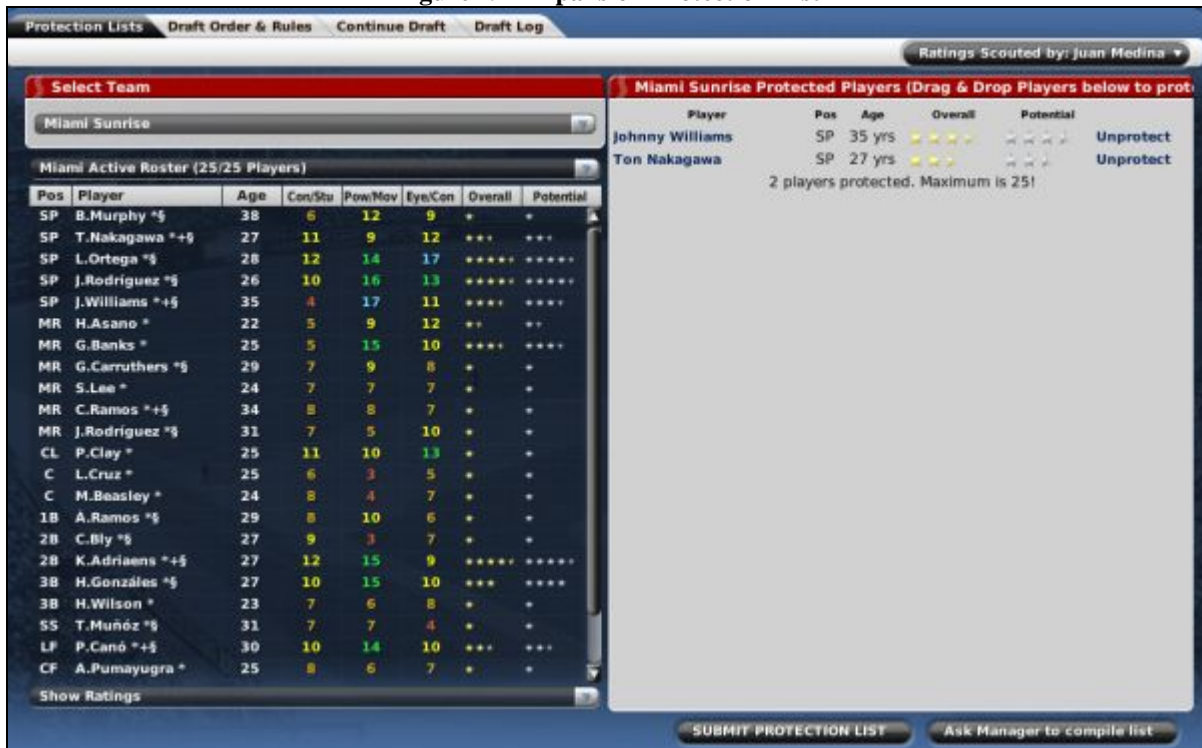 Protection Lists Draft Order & Rules Continue Draft Draft Log
Ratings Scouted by: Juan Medina
Select Team
Miami Sunrise
Miami Active Roster (25/25 Players)
Pos Player Age Con/Stu Pow/Mov Eye/Con Overall Potential
SP B.Murphy *§ 38 6 12 9
SP T.Nakagawa *+§ 27 11 9 12
SP L.Ortega *§ 28 12 14 17
SP J.Rodríguez *§ 26 10 16 13
SP J.Williams *+§ 35 4 17 11
MR H.Asano * 22 5 9 12
MR G.Banks * 25 5 15 10
MR G.Carruthers *§ 29 7 9 8
MR S.Lee * 24 7 7 7
MR C.Ramos *+§ 34 8 8 7
MR J.Rodríguez *§ 31 7 5 10
CL P.Clay * 25 11 10 13
C L.Cruz * 25 6 3 5
C M.Beasley * 24 8 4 7
1B A.Ramos *§ 29 8 10 6
2B C.Bly *§ 27 9 3 7
2B K.Adriaens *+§ 27 12 15 9
3B H.Gonzáles *§ 27 10 15 10
3B H.Wilson * 23 7 6 8
SS T.Muñóz *§ 31 7 7 4
LF P.Canó *+§ 30 10 14 10
CF A.Pumayugra * 25 8 6 7
Show Ratings
Miami Sunrise Protected Players (Drag & Drop Players below to prot
Player Pos Age Overall Potential
Johnny Williams SP 35 yrs Unprotect
Ton Nakagawa SP 27 yrs Unprotect
2 players protected. Maximum is 25!
SUBMIT PROTECTION LIST Ask Manager to compile list